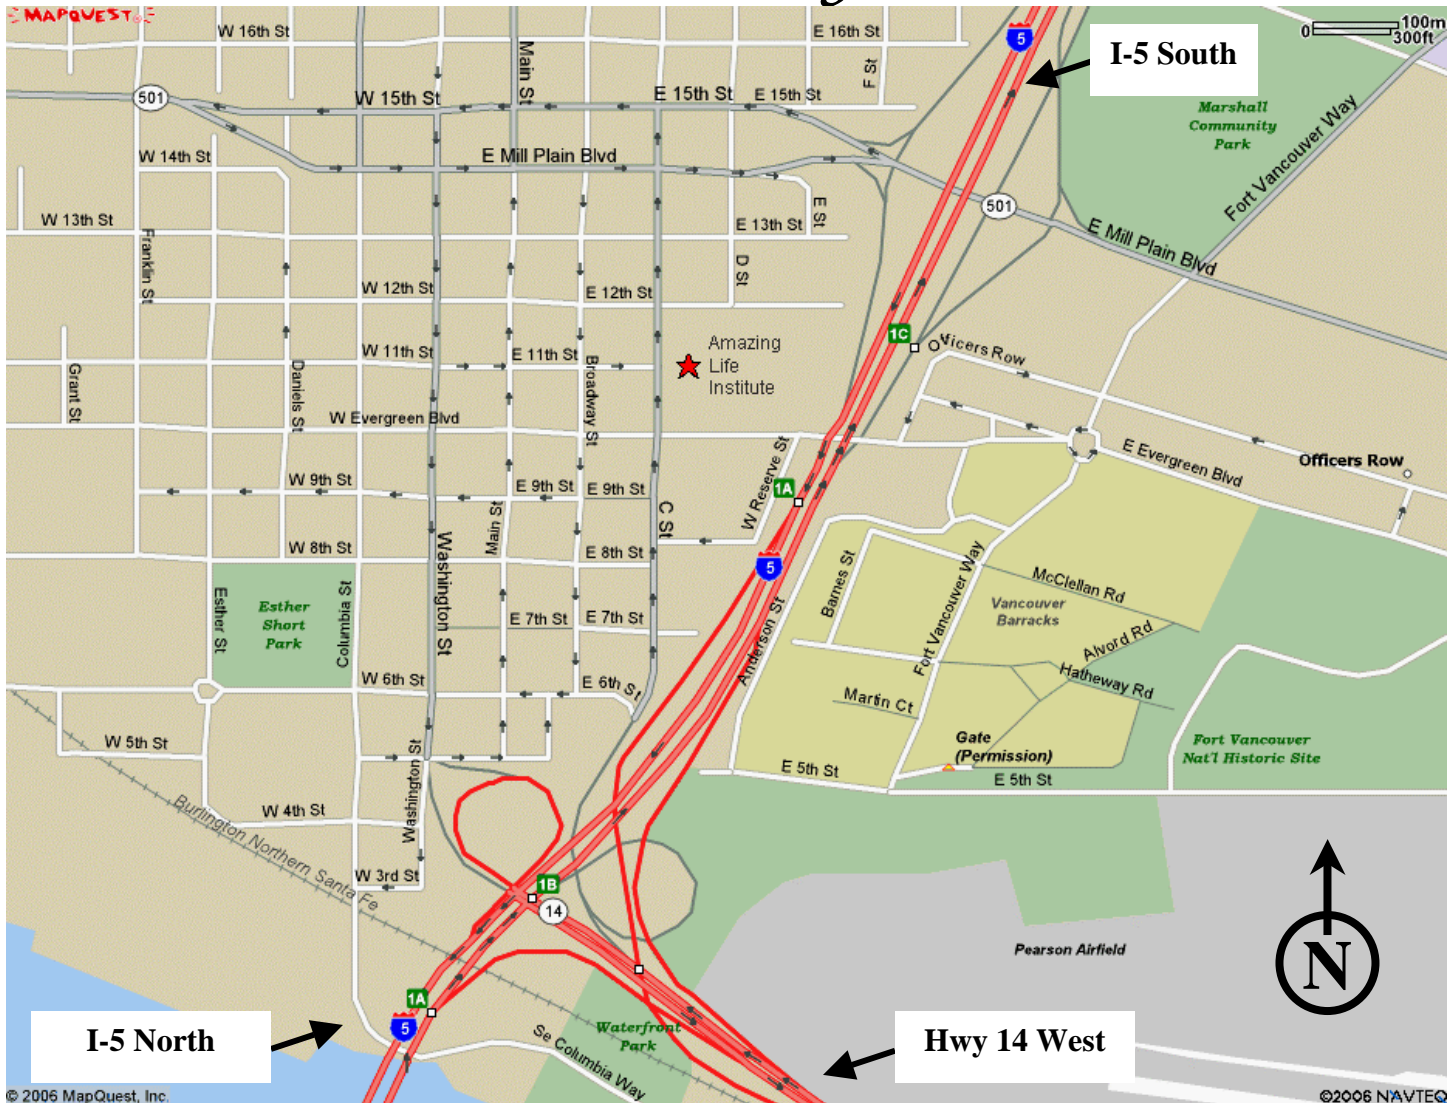 MAPQUEST
W 16th St
Main St
E 16th St
F St
5
I-5 South
0
100m
300ft
501
W 15th St
E 15th St
E 15th St
Marshall
Community
Park
Fort Vancouver Way
W 14th St
E Mill Plain Blvd
501
W 13th St
Franklin St
E 13th St
E St
E Mill Plain Blvd
D St
W 12th St
E 12th St
1C
Officers Row
W 11th St
E 11th St
Broadway St
Amazing
Life
Institute
Grant St
Daniels St
W Evergreen Blvd
W Reserve St
E Evergreen Blvd
Officers Row
W 9th St
E 9th St
E 9th St
1A
C St
Main St
Washington St
W 8th St
E 8th St
5
Barnes St
Fort Vancouver Way
McClellan Rd
Vancouver
Barracks
Esther St
Esther
Short
Park
Columbia St
E 7th St
E 7th St
Anderson St
Alvord Rd
Hatheway Rd
W 6th St
E 6th St
Martin Ct
W 5th St
Washington St
Gate
(Permission)
E 5th St
E 5th St
Fort Vancouver
Nat'l Historic Site
W 4th St
Burlington Northern Santa Fe
W 3rd St
1B
14
Pearson Airfield
N
1A
5
I-5 North
Waterfront
Park
Se Columbia Way
Hwy 14 West
© 2006 MapQuest, Inc.
©2006 NAVTEQ